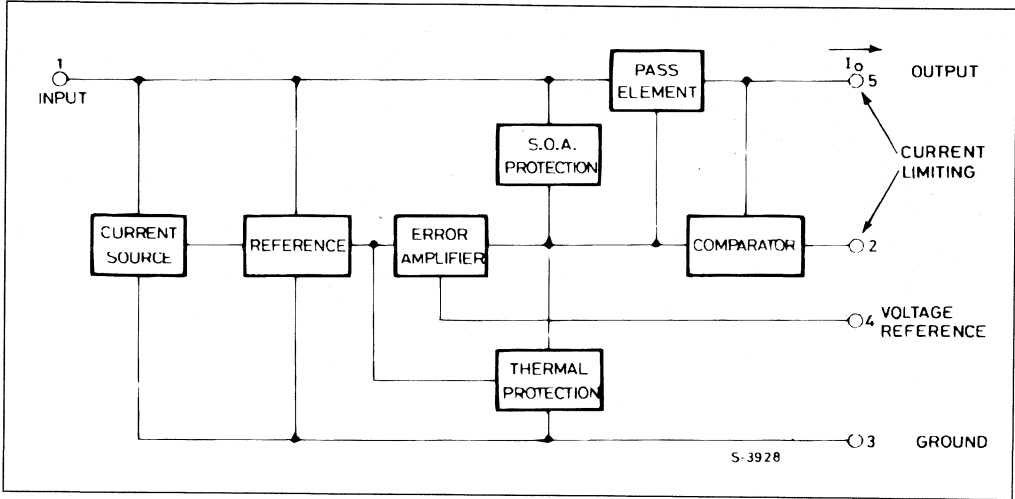 1
INPUT
PASS
ELEMENT
Io
5
OUTPUT
S.O.A.
PROTECTION
CURRENT
LIMITING
CURRENT
SOURCE
REFERENCE
ERROR
AMPLIFIER
COMPARATOR
2
4
VOLTAGE
REFERENCE
THERMAL
PROTECTION
3
GROUND
S-3928